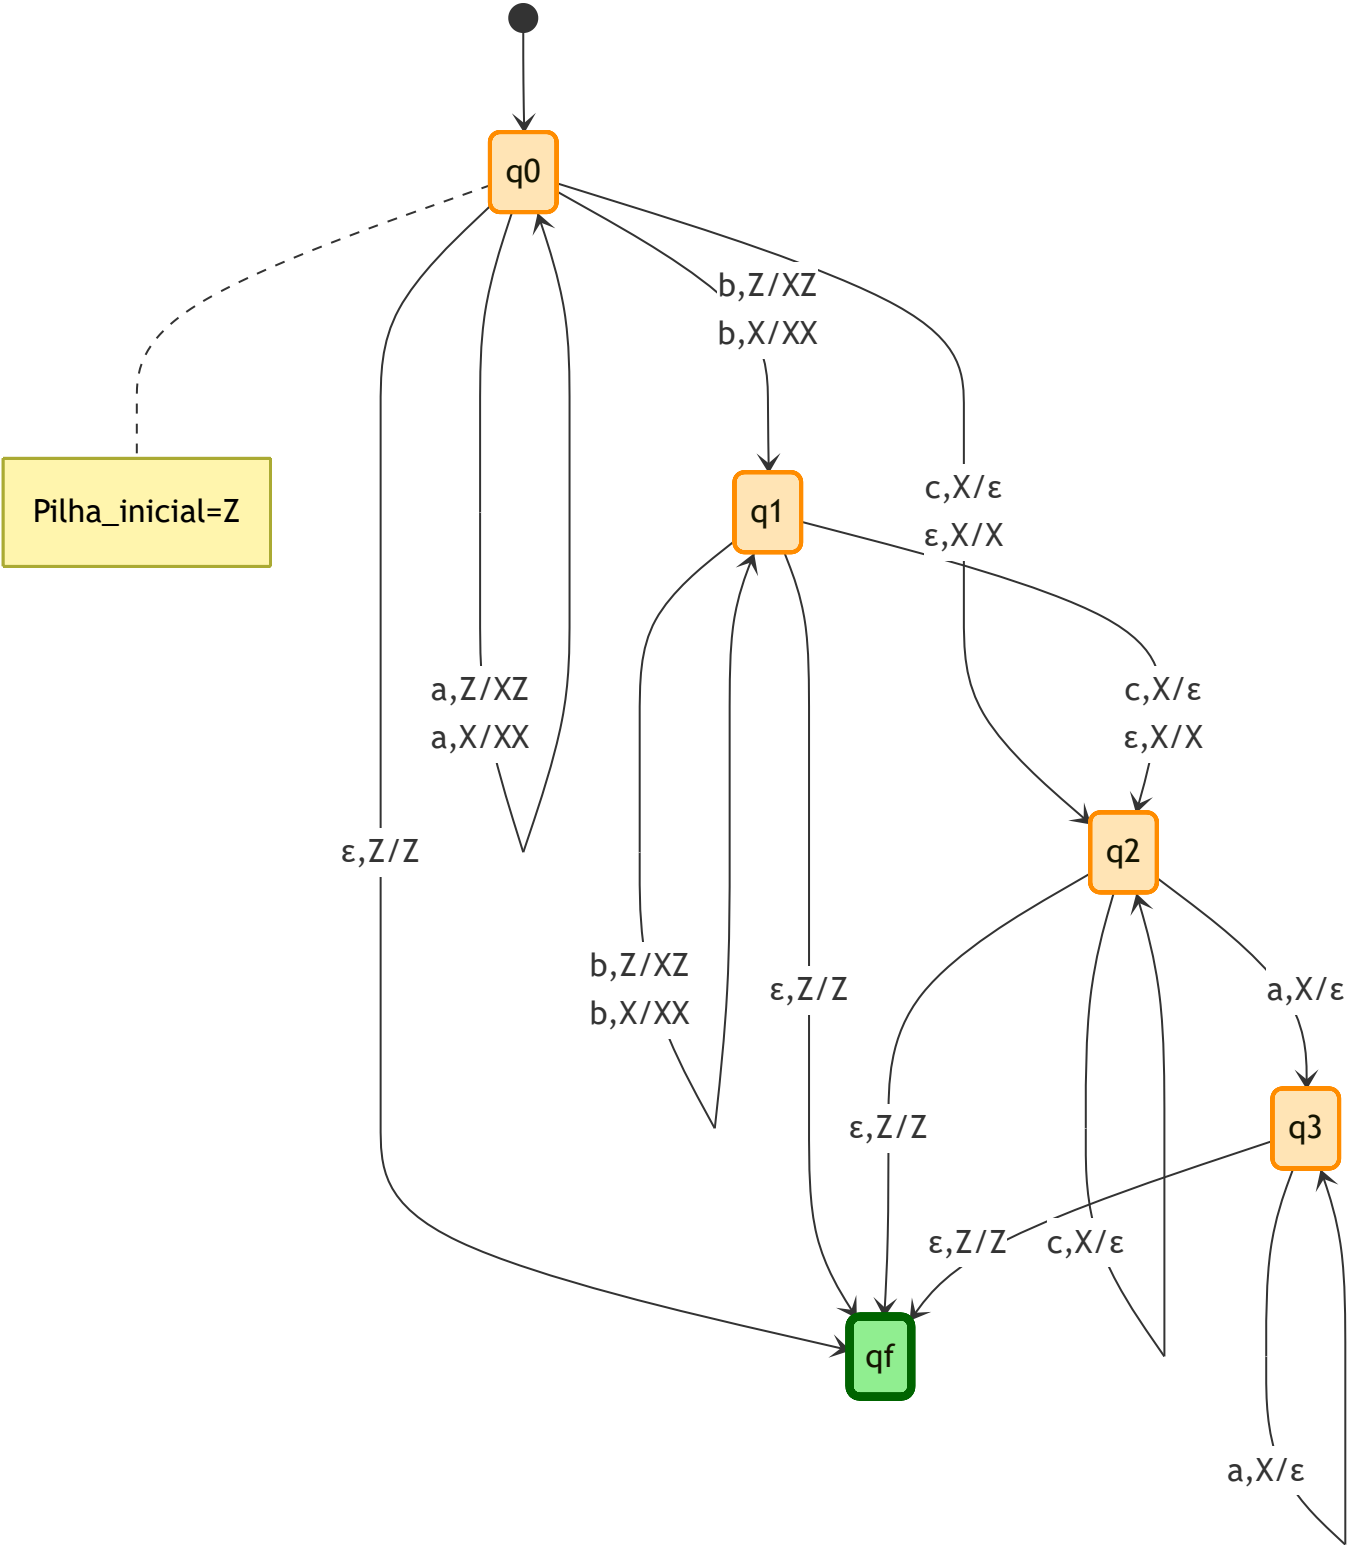 q0
b,Z/XZ
b,X/XX
Pilha_inicial=Z
q1
c,X/ε
ε,X/X
a,Z/XZ
a,X/XX
c,X/ε
ε,X/X
ε,Z/Z
q2
b,Z/XZ
b,X/XX
ε,Z/Z
a,X/ε
ε,Z/Z
q3
ε,Z/Z
c,X/ε
qf
a,X/ε